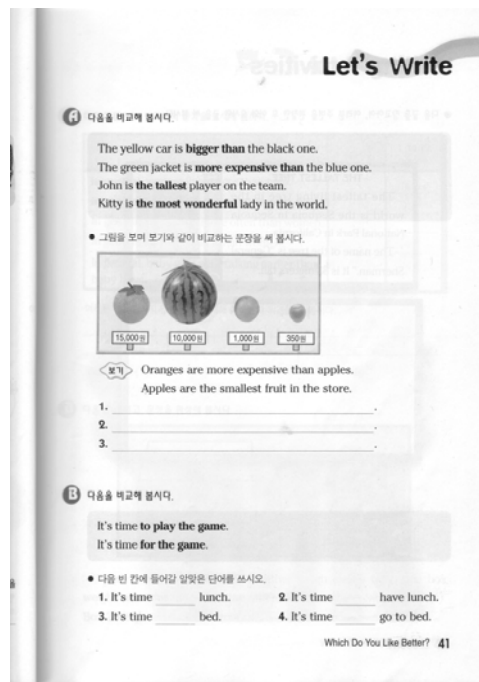 Let's Write
A 다음을 비교해 봅시다.
The yellow car is bigger than the black one.
The green jacket is more expensive than the blue one.
John is the tallest player on the team.
Kitty is the most wonderful lady in the world.
● 그림을 보며 보기와 같이 비교하는 문장을 써 봅시다.
15,000원 10,000원 1,000원 350원
보기 Oranges are more expensive than apples.
Apples are the smallest fruit in the store.
1. .
2. .
3. .
B 다음을 비교해 봅시다.
It's time to play the game.
It's time for the game.
● 다음 빈 칸에 들어갈 알맞은 단어를 쓰시오.
1. It's time ____ lunch. 2. It's time ____ have lunch.
3. It's time ____ bed. 4. It's time ____ go to bed.
Which Do You Like Better? 41